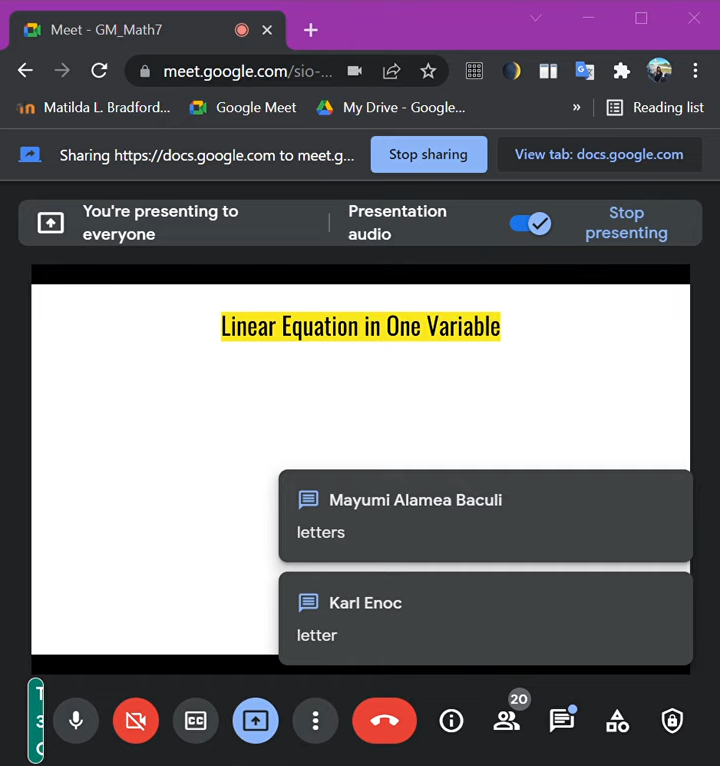 Meet - GM_Math7
meet.google.com/sio-...
Matilda L. Bradford...
Google Meet
My Drive - Google...
»
Reading list
Sharing https://docs.google.com to meet.g...
Stop sharing
View tab: docs.google.com
You're presenting to
everyone
Presentation
audio
Stop
presenting
Linear Equation in One Variable
Mayumi Alamea Baculi
letters
Karl Enoc
letter
20
CC